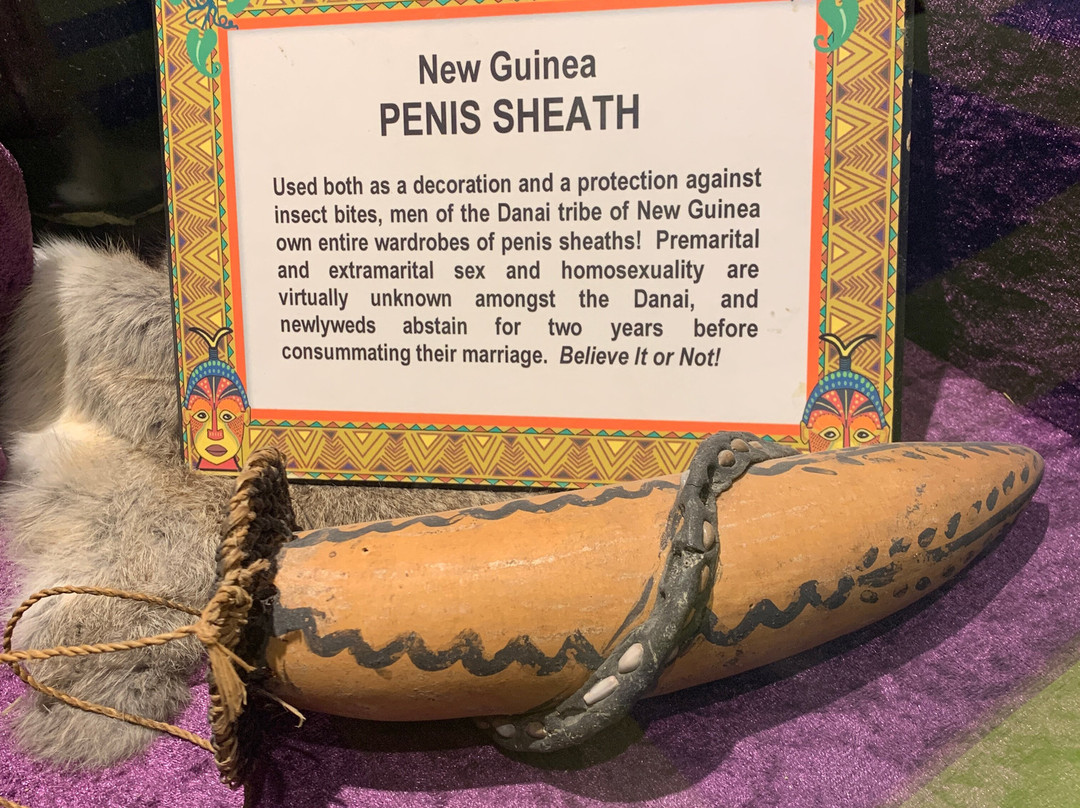 New Guinea
PENIS SHEATH
Used both as a decoration and a protection against
insect bites, men of the Danai tribe of New Guinea
own entire wardrobes of penis sheaths! Premarital
and extramarital sex and homosexuality are
virtually unknown amongst the Danai, and
newlyweds abstain for two years before
consummating their marriage. Believe It or Not!